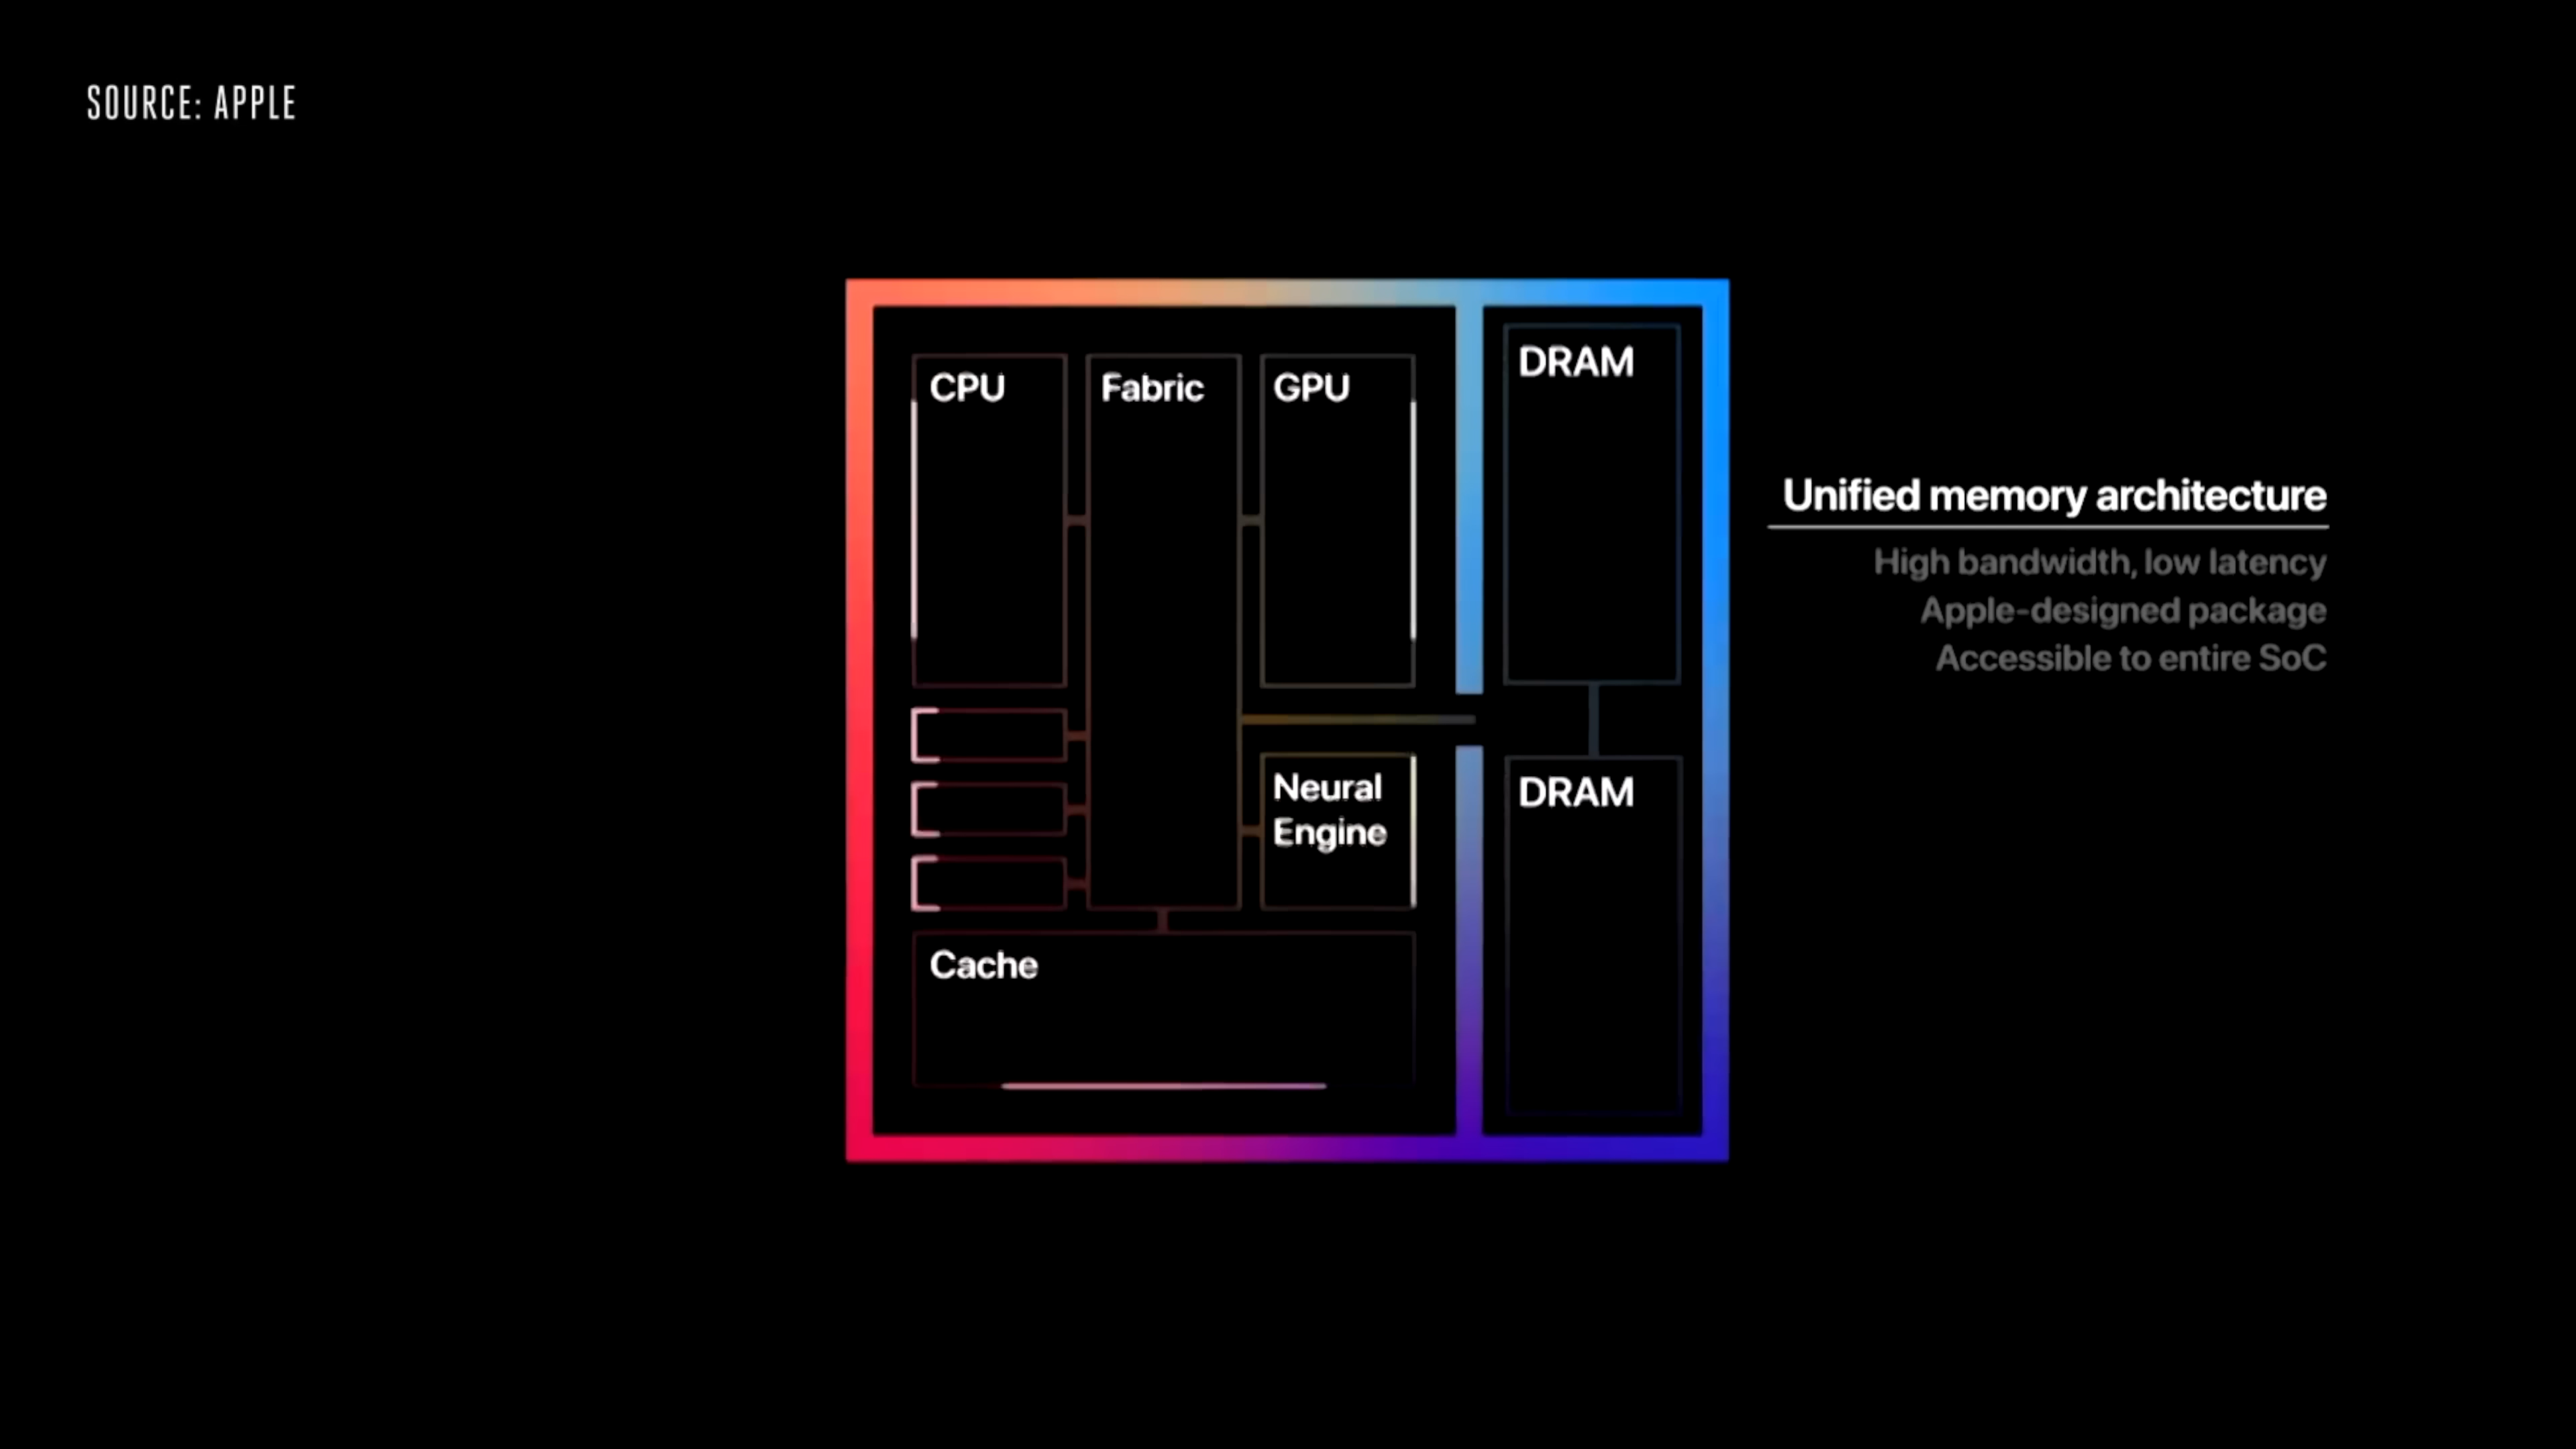 SOURCE: APPLE
CPU
Fabric
GPU
DRAM
Unified memory architecture
High bandwidth, low latency
Apple-designed package
Accessible to entire SoC
Neural
Engine
DRAM
Cache